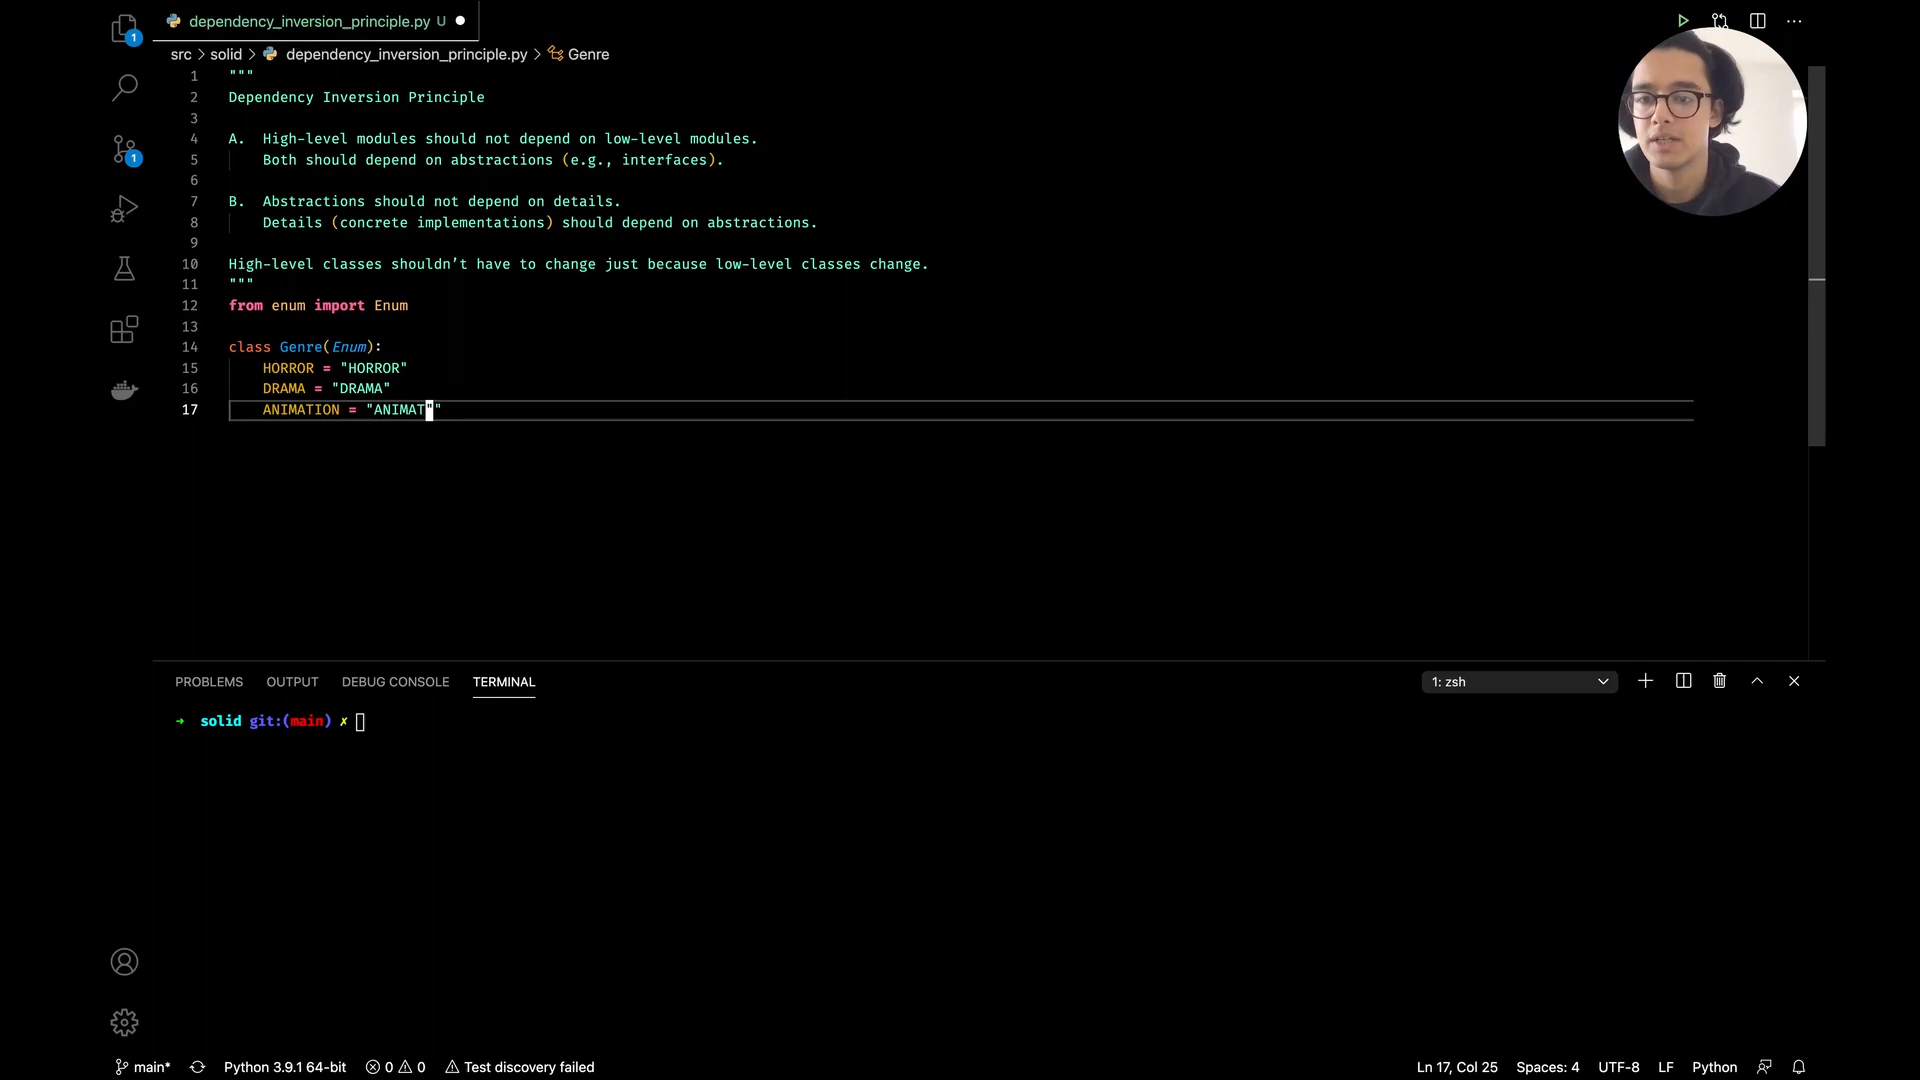 1
dependency_inversion_principle.py U
src > solid > dependency_inversion_principle.py > Genre
1 """
2 Dependency Inversion Principle
3
4 A. High-level modules should not depend on low-level modules.
5 Both should depend on abstractions (e.g., interfaces).
6
7 B. Abstractions should not depend on details.
8 Details (concrete implementations) should depend on abstractions.
9
10 High-level classes shouldn’t have to change just because low-level classes change.
11 """
12 from enum import Enum
13
14 class Genre(Enum):
15 HORROR = "HORROR"
16 DRAMA = "DRAMA"
17 ANIMATION = "ANIMAT""
1
PROBLEMS OUTPUT DEBUG CONSOLE TERMINAL 1: zsh
➜ solid git:(main) ✗
main* Python 3.9.1 64-bit 0 0 Test discovery failed Ln 17, Col 25 Spaces: 4 UTF-8 LF Python